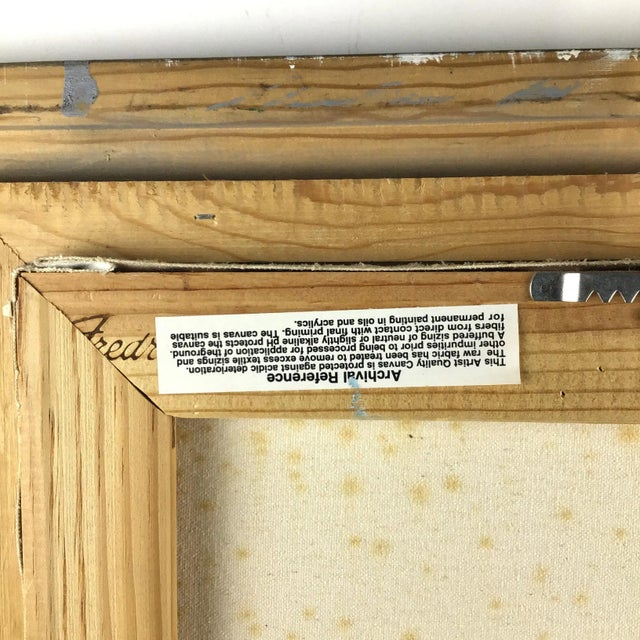 Archival Reference
This Artist Quality Canvas is protected against acidic deterioration.
The raw fabric has been treated to remove excess textile sizings and
other impurities prior to being processed for application of theground.
A buffered sizing of neutral or slightly alkaline pH protects the canvas
fibers from direct contact with final priming. The canvas is suitable
for permanent painting in oils and acrylics.
Fredr